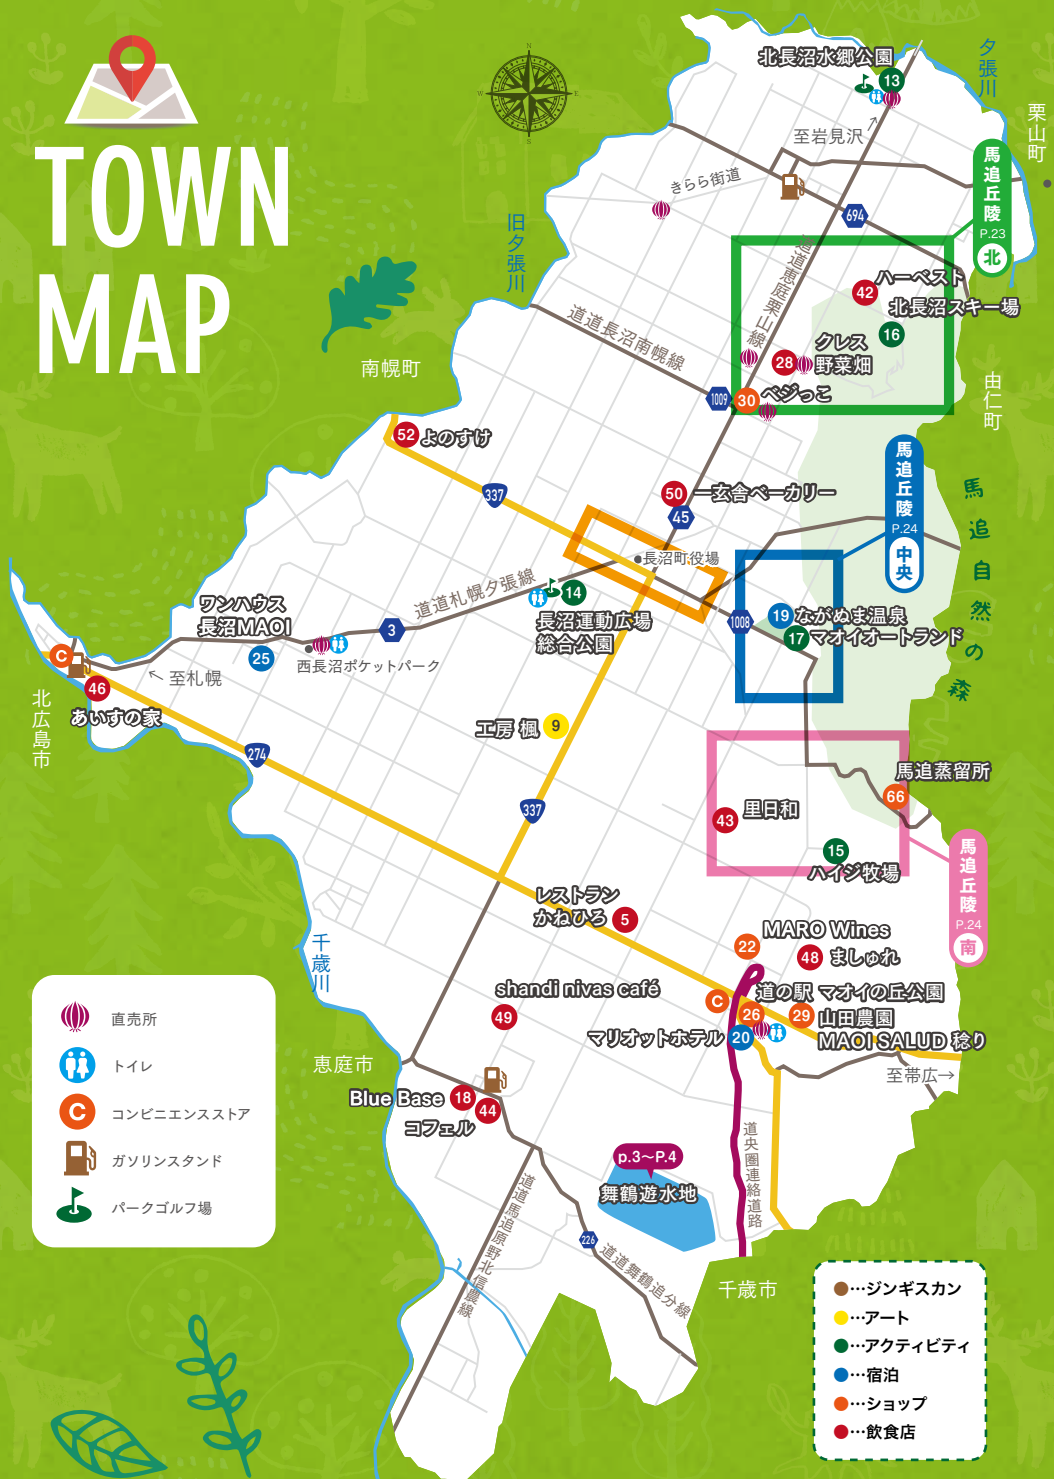 TOWN
MAP
N
W
E
S
北長沼水郷公園
13
夕張川
栗山町
至岩見沢
きらら街道
694
馬追丘陵
P.23
北
旧夕張川
道道恵庭栗山線
ハーベスト
42
北長沼スキー場
16
道道長沼南幌線
クレス
野菜畑
28
南幌町
1009
30
ベジっこ
由仁町
52
よのすけ
337
50
一玄舎ベーカリー
45
馬追丘陵
P.24
中央
馬追自然の森
長沼町役場
道道札幌夕張線
14
長沼運動広場
総合公園
1008
19
ながぬま温泉
17
マオイオートランド
ワンハウス
長沼MAOI
25
3
西長沼ポケットパーク
C
46
あいすの家
至札幌
北広島市
274
工房 楓
9
337
馬追蒸留所
66
43
里日和
15
ハイジ牧場
馬追丘陵
P.24
南
レストラン
かねひろ
5
MARO Wines
22
48
ましゅれ
千歳川
shandi nivas café
49
C
道の駅 マオイの丘公園
26
29
山田農園
マリオットホテル
20
MAOI SALUD 稔り
至帯広→
恵庭市
Blue Base
18
44
コフェル
道央圏連絡道路
p.3〜P.4
舞鶴遊水地
道道馬追原野北信農線
226
道道舞鶴追分線
千歳市
直売所
トイレ
C
コンビニエンスストア
ガソリンスタンド
パークゴルフ場
…ジンギスカン
…アート
…アクティビティ
…宿泊
…ショップ
…飲食店